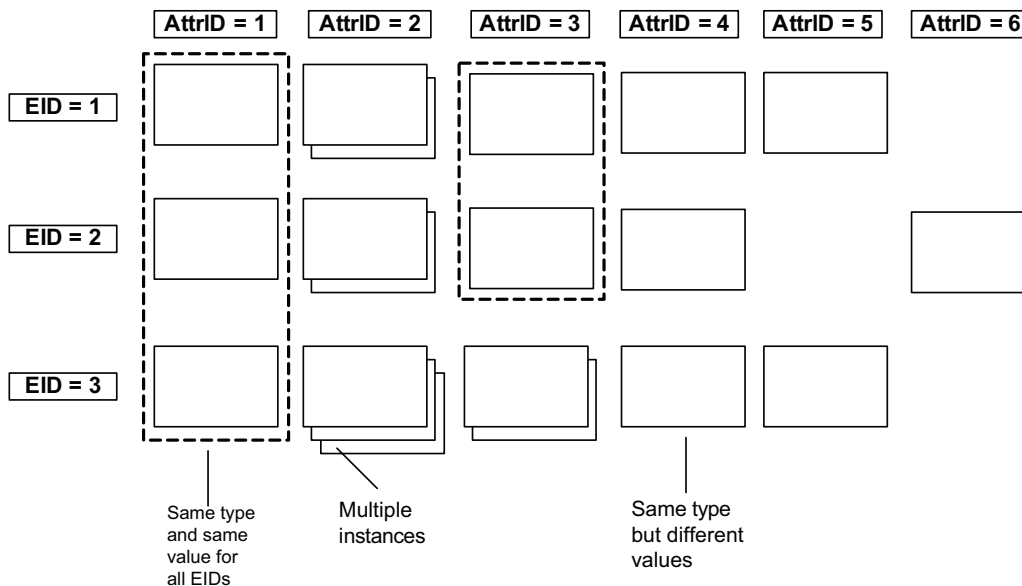 AttrID = 1
AttrID = 2
AttrID = 3
AttrID = 4
AttrID = 5
AttrID = 6
EID = 1
EID = 2
EID = 3
Same type
and same
value for
all EIDs
Multiple
instances
Same type
but different
values